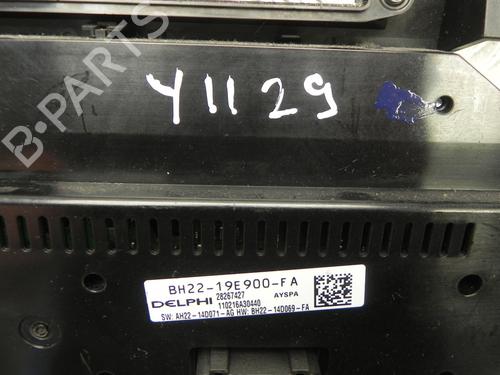 B-PARTS
Y1129
BH22-19E900-FA
DELPHI 28267427 AYSPA
110216A30440
SW: AH22-14D071-AG HW: BH22-14D069-FA